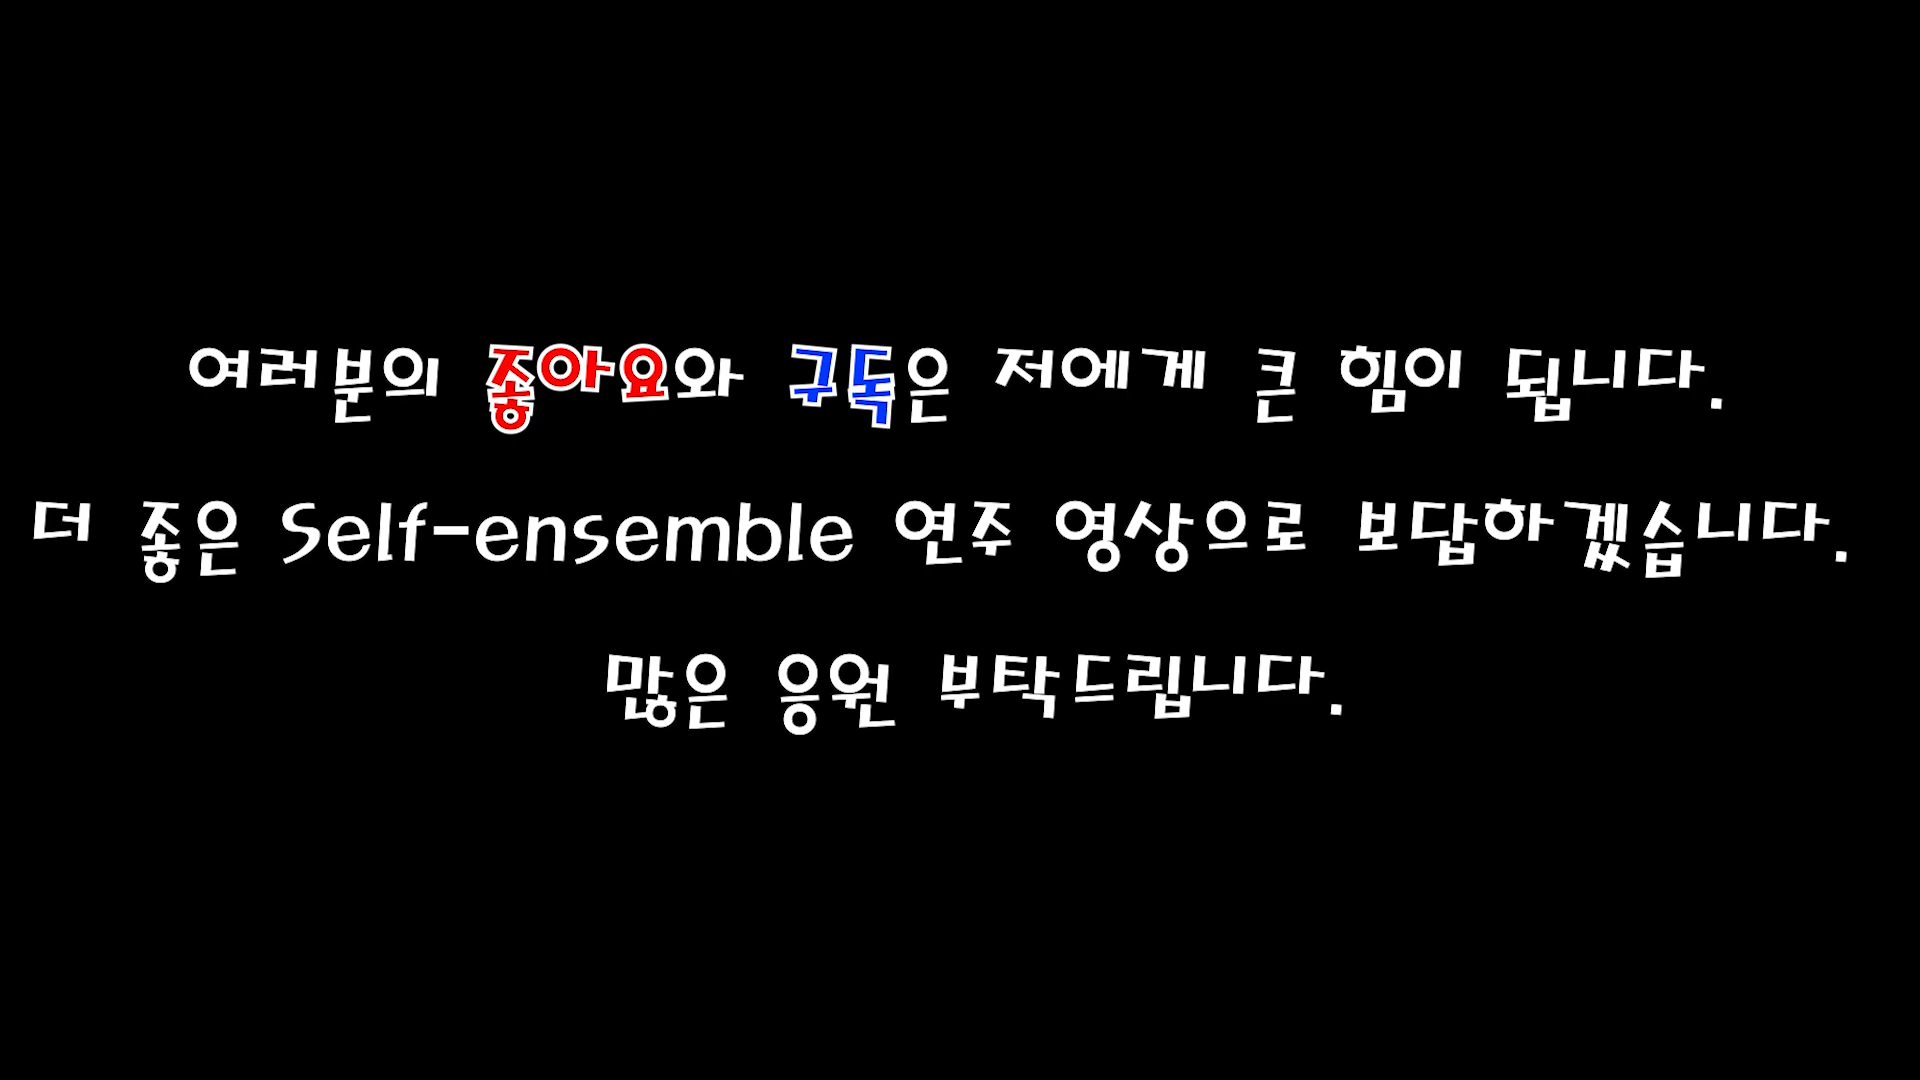 여러분의 좋아요와 구독은 저에게 큰 힘이 됩니다.
더 좋은 Self-ensemble 연주 영상으로 보답하겠습니다.
많은 응원 부탁드립니다.